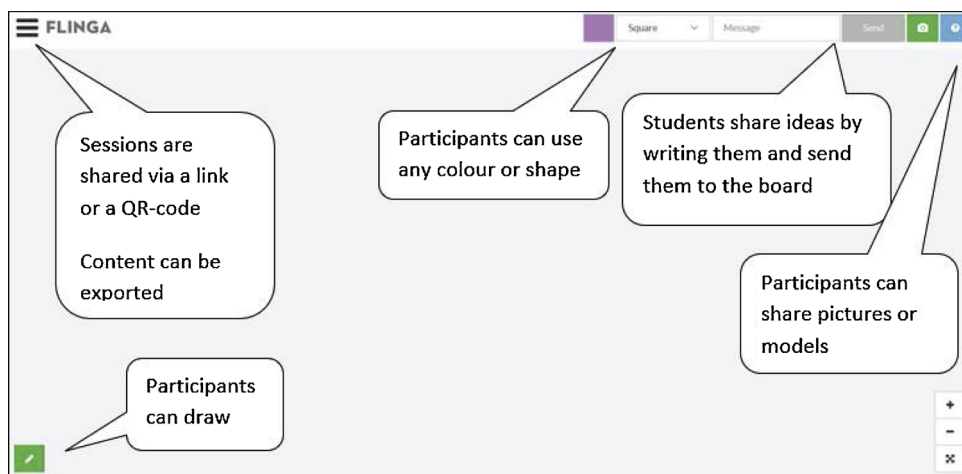 FLINGA
Square
Message
Send
Sessions are
shared via a link
or a QR-code
Content can be
exported
Participants can use
any colour or shape
Students share ideas by
writing them and send
them to the board
Participants can
share pictures or
models
Participants
can draw